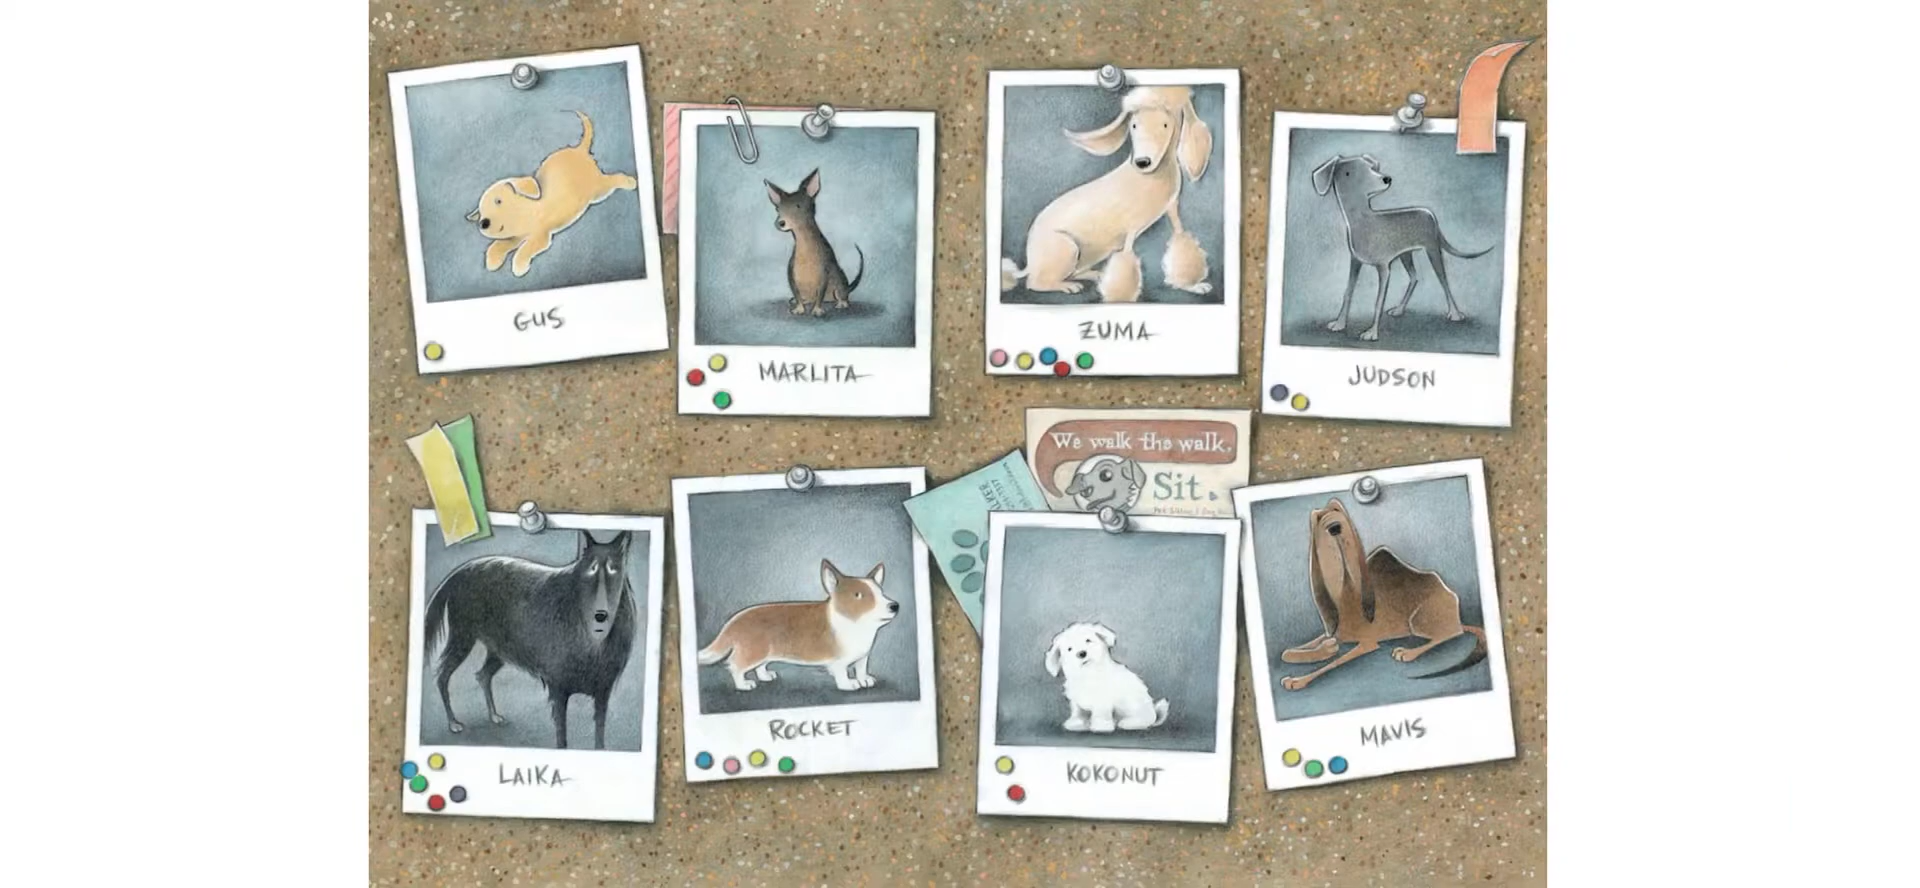 GUS
MARLITA
ZUMA
JUDSON
We walk the walk.
Sit.
LAIKA
ROCKET
KOKONUT
MAVIS